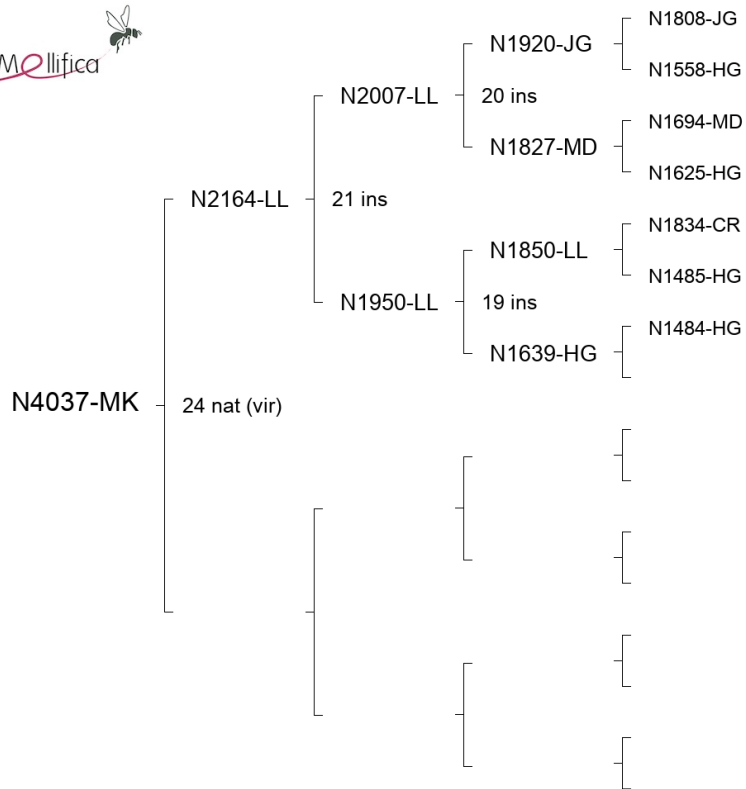 N1808-JG
Mellifica
N1920-JG
N1558-HG
N2007-LL
20 ins
N1694-MD
N1827-MD
N1625-HG
N2164-LL
21 ins
N1834-CR
N1850-LL
N1485-HG
N1950-LL
19 ins
N1484-HG
N1639-HG
N4037-MK
24 nat (vir)